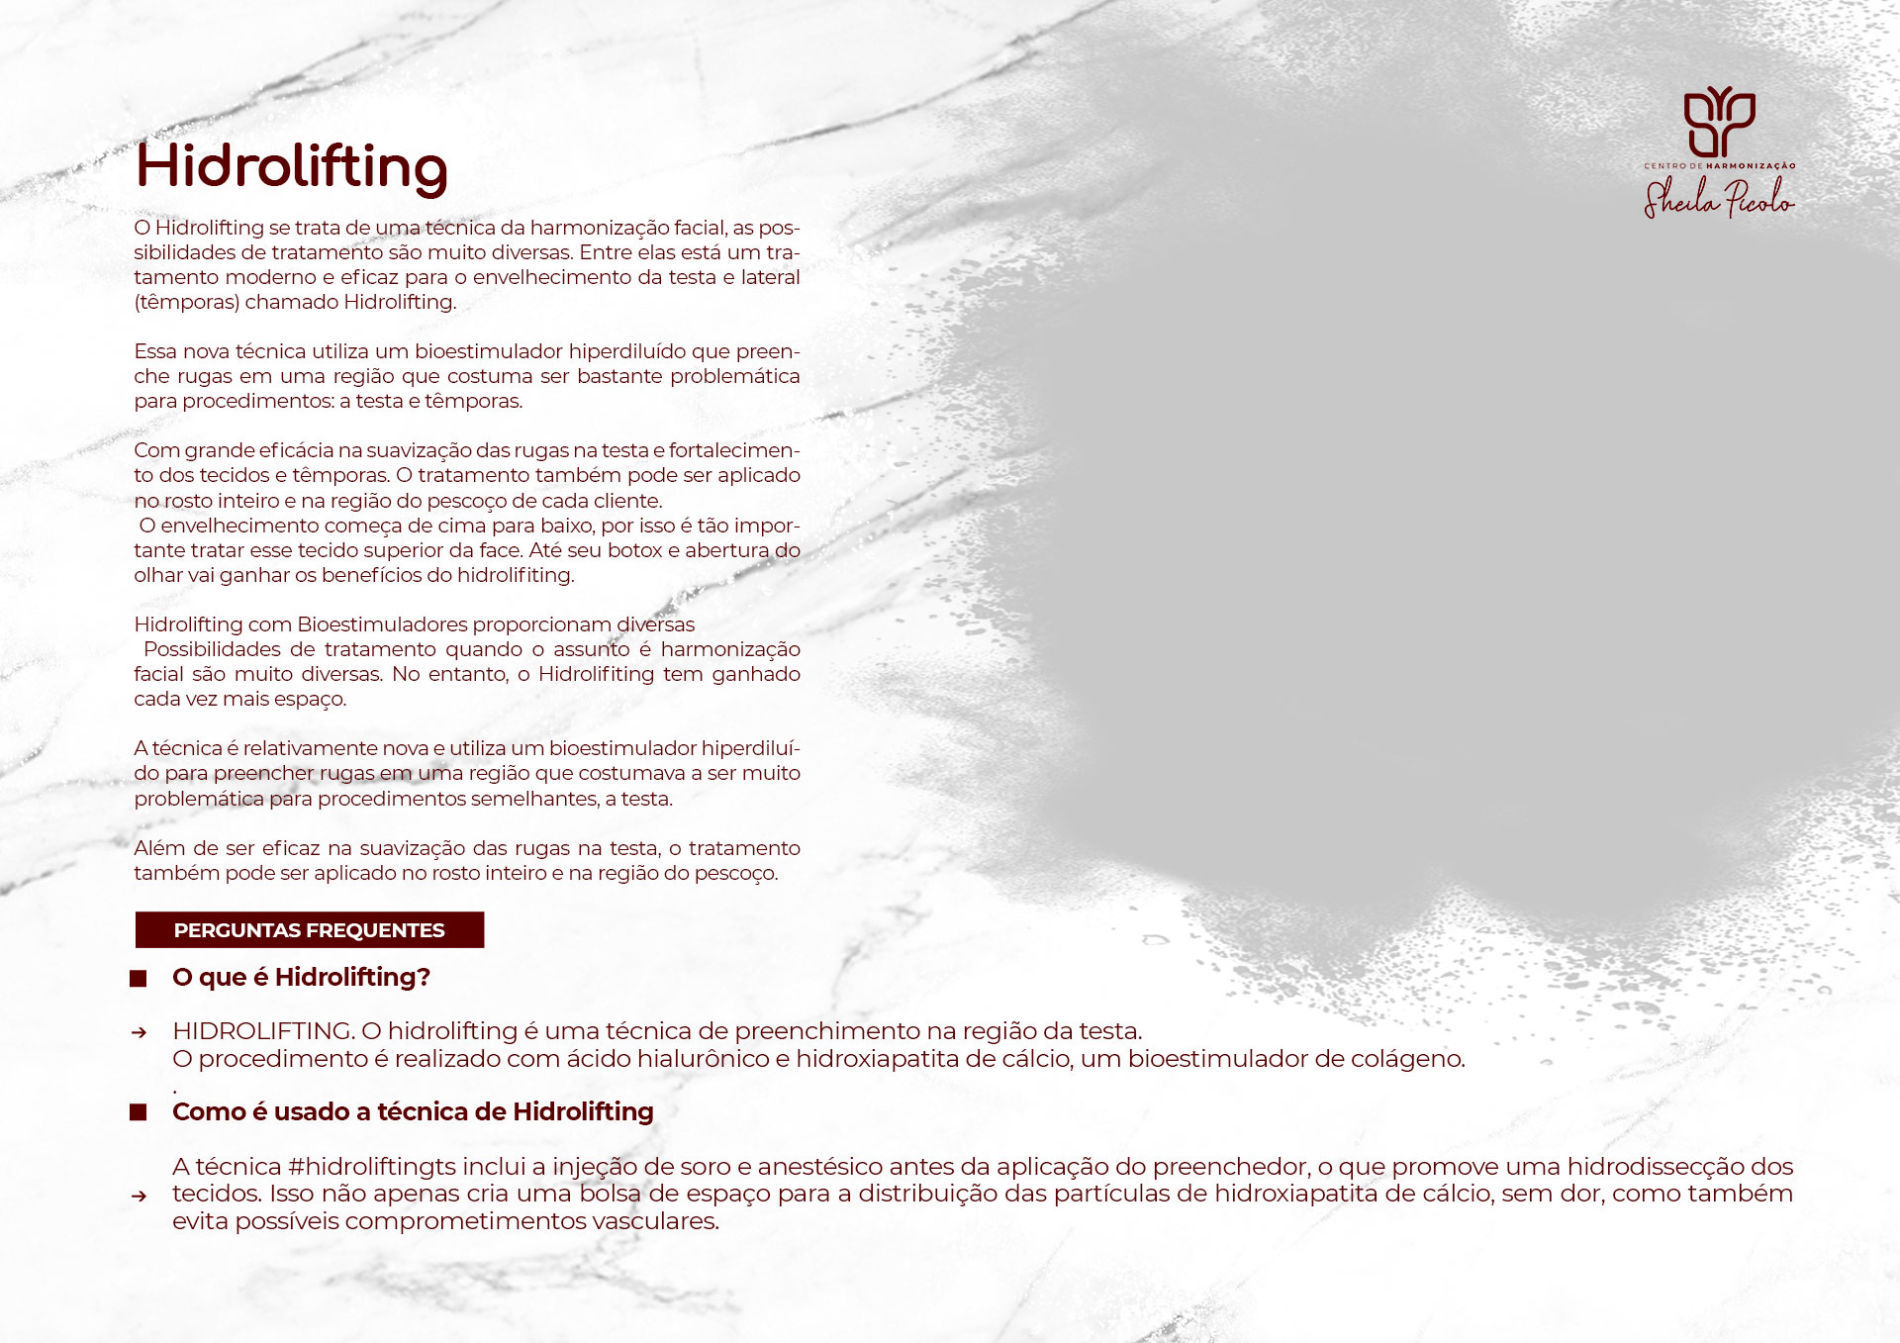 CENTRO DE HARMONIZAÇÃO
Sheila Picolo
Hidrolifting
O Hidrolifting se trata de uma técnica da harmonização facial, as pos-
sibilidades de tratamento são muito diversas. Entre elas está um tra-
tamento moderno e eficaz para o envelhecimento da testa e lateral
(têmporas) chamado Hidrolifting.
Essa nova técnica utiliza um bioestimulador hiperdiluído que preen-
che rugas em uma região que costuma ser bastante problemática
para procedimentos: a testa e têmporas.
Com grande eficácia na suavização das rugas na testa e fortalecimen-
to dos tecidos e têmporas. O tratamento também pode ser aplicado
no rosto inteiro e na região do pescoço de cada cliente.
O envelhecimento começa de cima para baixo, por isso é tão impor-
tante tratar esse tecido superior da face. Até seu botox e abertura do
olhar vai ganhar os benefícios do hidrolifiting.
Hidrolifting com Bioestimuladores proporcionam diversas
Possibilidades de tratamento quando o assunto é harmonização
facial são muito diversas. No entanto, o Hidrolifiting tem ganhado
cada vez mais espaço.
A técnica é relativamente nova e utiliza um bioestimulador hiperdiluí-
do para preencher rugas em uma região que costumava a ser muito
problemática para procedimentos semelhantes, a testa.
Além de ser eficaz na suavização das rugas na testa, o tratamento
também pode ser aplicado no rosto inteiro e na região do pescoço.
PERGUNTAS FREQUENTES
O que é Hidrolifting?
HIDROLIFTING. O hidrolifting é uma técnica de preenchimento na região da testa.
O procedimento é realizado com ácido hialurônico e hidroxiapatita de cálcio, um bioestimulador de colágeno.
.
Como é usado a técnica de Hidrolifting
A técnica #hidroliftingts inclui a injeção de soro e anestésico antes da aplicação do preenchedor, o que promove uma hidrodissecção dos
tecidos. Isso não apenas cria uma bolsa de espaço para a distribuição das partículas de hidroxiapatita de cálcio, sem dor, como também
evita possíveis comprometimentos vasculares.